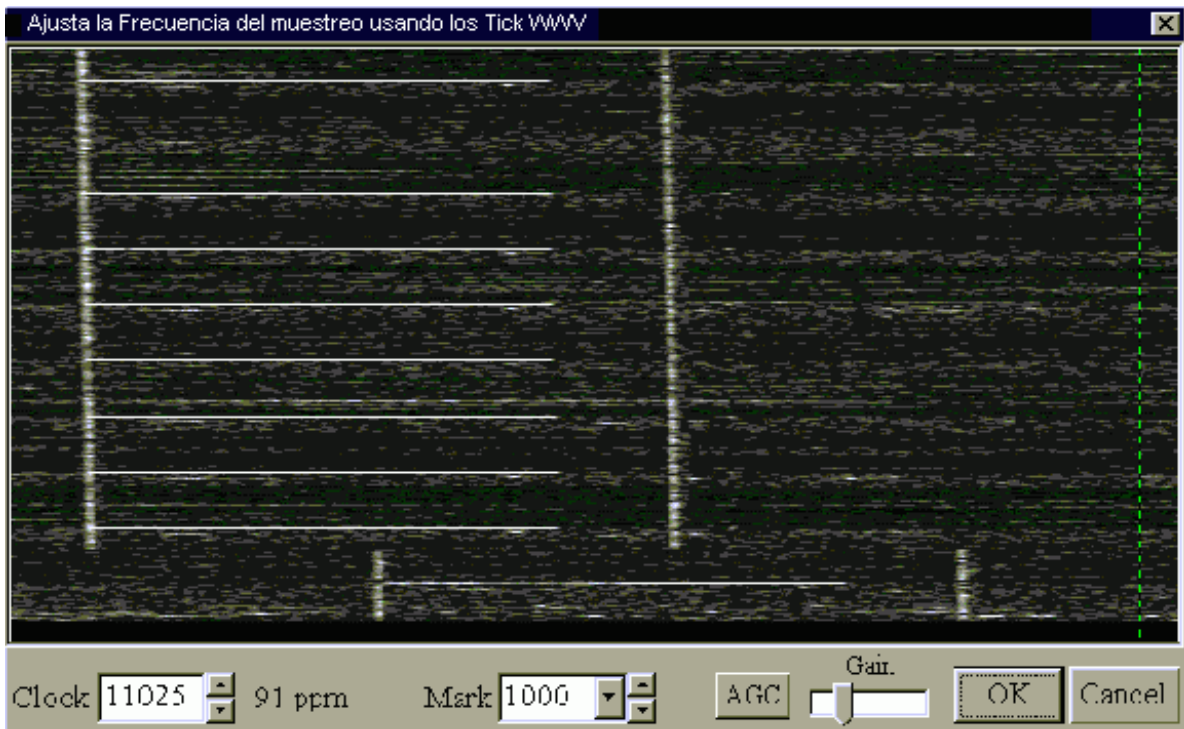 Ajusta la Frecuencia del muestreo usando los Tick WWV
Gain
Clock 11025 91 ppm Mark 1000 AGC OK Cancel